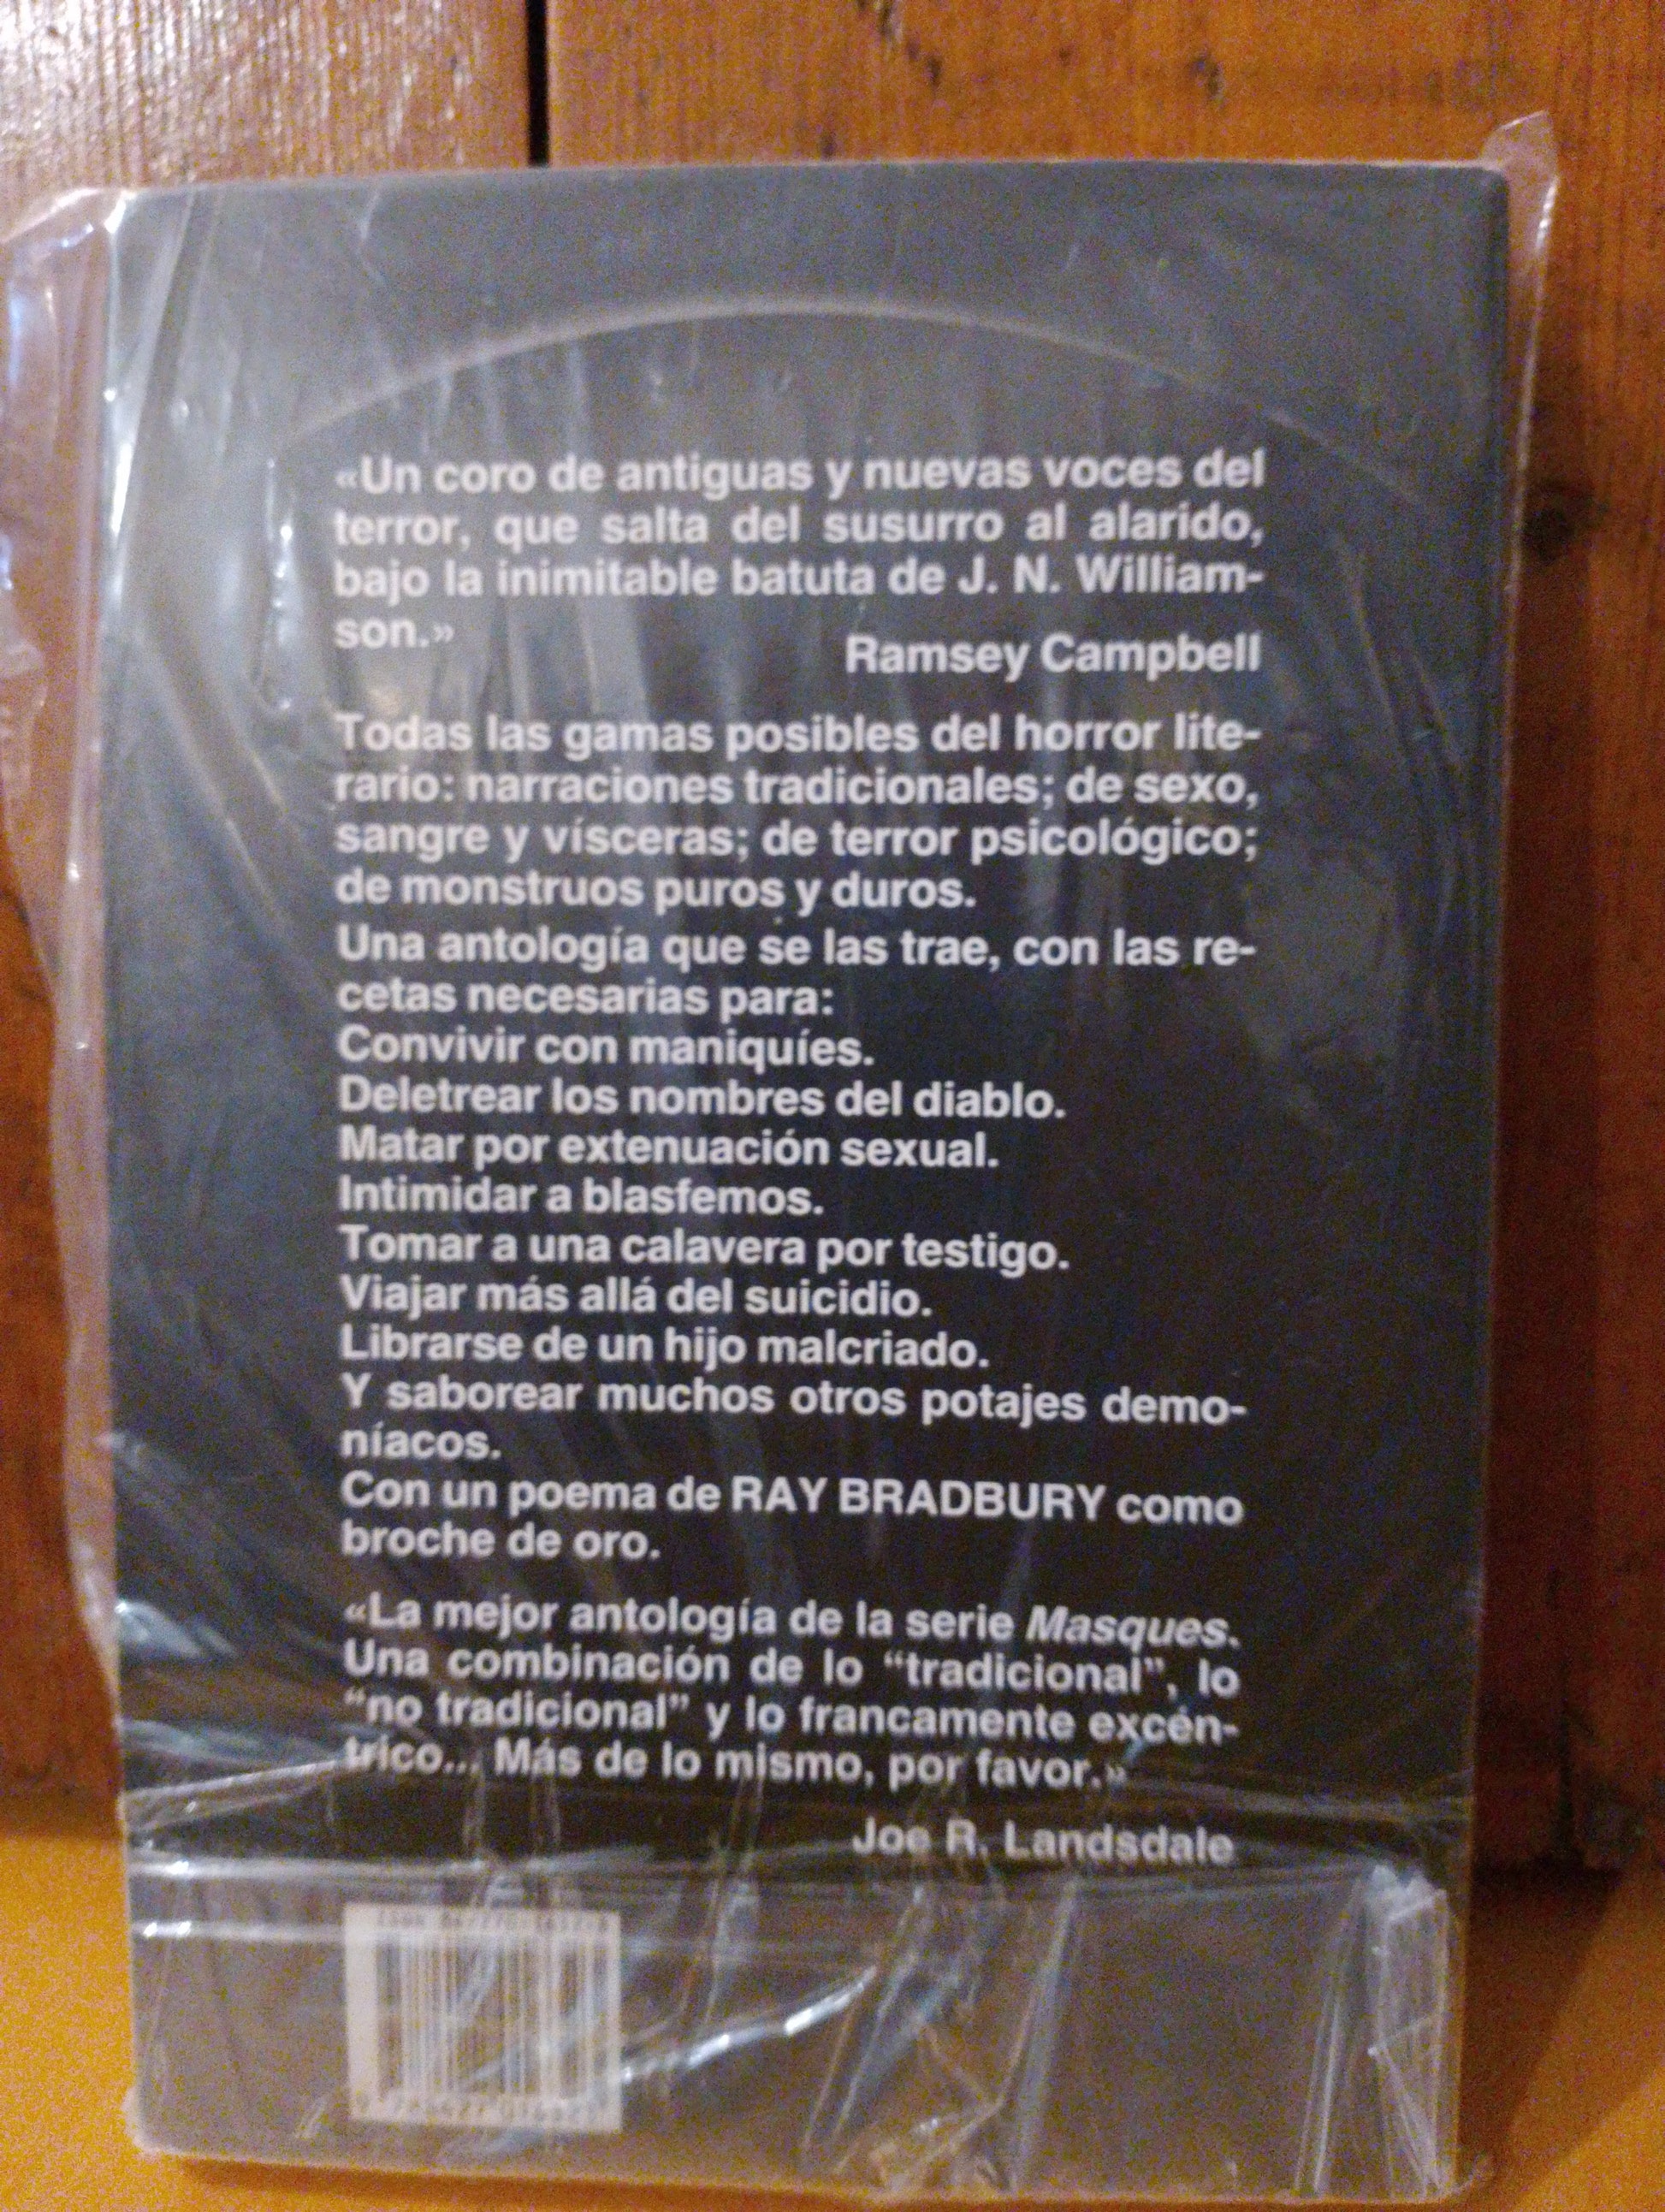 «Un coro de antiguas y nuevas voces del
terror, que salta del susurro al alarido,
bajo la inimitable batuta de J. N. William-
son.»
Ramsey Campbell
Todas las gamas posibles del horror lite-
rario: narraciones tradicionales; de sexo,
sangre y vísceras; de terror psicológico;
de monstruos puros y duros.
Una antología que se las trae, con las re-
cetas necesarias para:
Convivir con maniquíes.
Deletrear los nombres del diablo.
Matar por extenuación sexual.
Intimidar a blasfemos.
Tomar a una calavera por testigo.
Viajar más allá del suicidio.
Librarse de un hijo malcriado.
Y saborear muchos otros potajes demo-
níacos.
Con un poema de RAY BRADBURY como
broche de oro.
«La mejor antología de la serie Masques.
Una combinación de lo “tradicional”, lo
“no tradicional” y lo francamente excén-
trico... Más de lo mismo, por favor.»
Joe R. Landsdale
ISBN